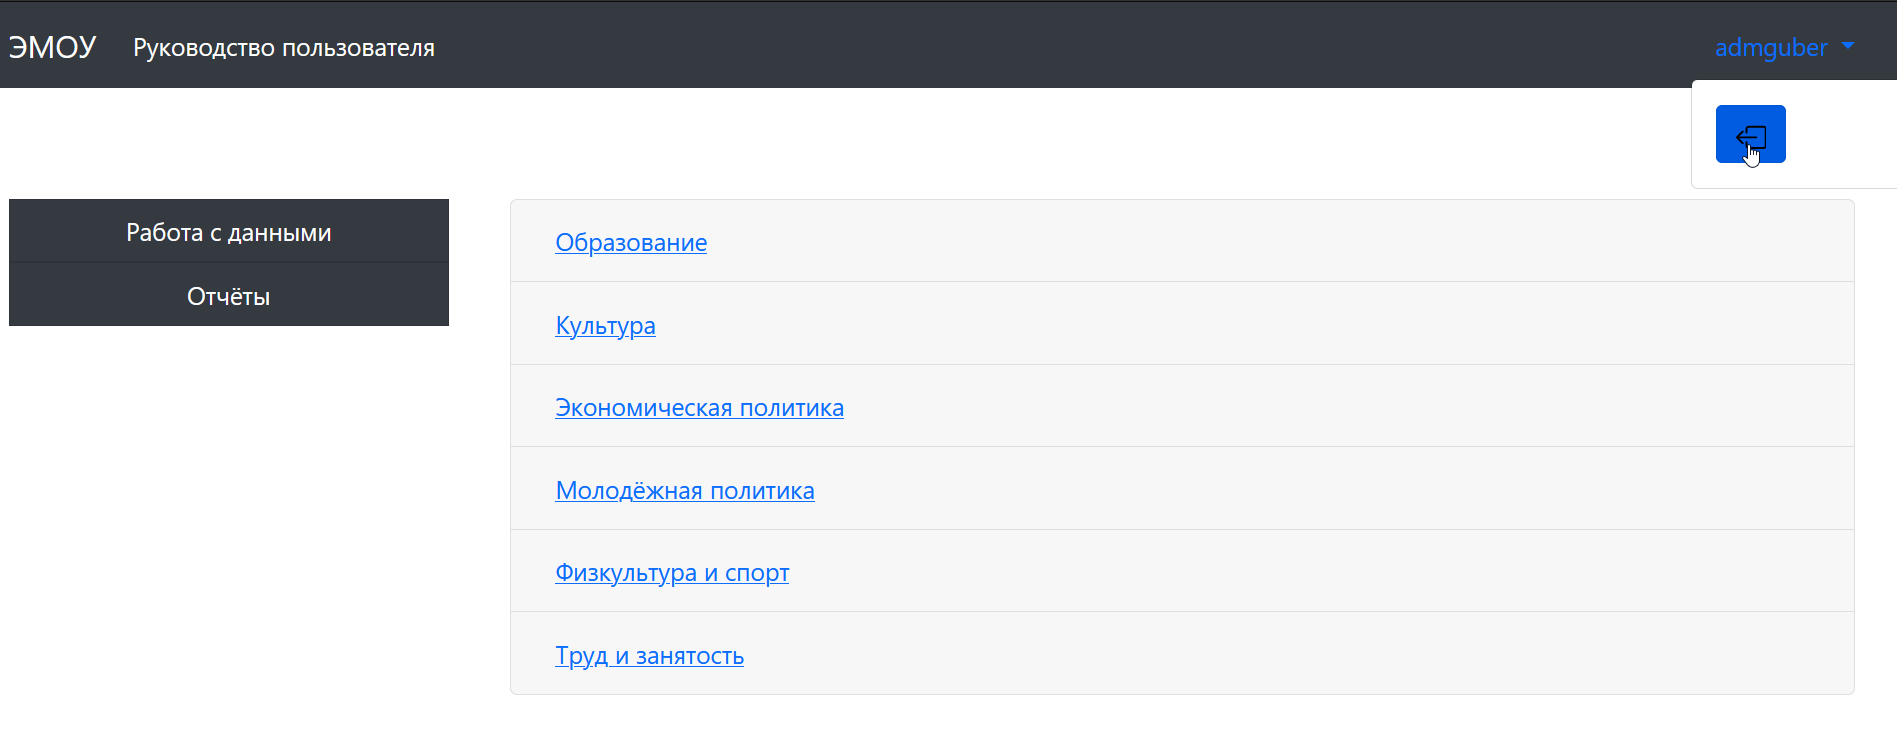 ЭМОУ Руководство пользователя admguber
Работа с данными
Отчёты
Образование
Культура
Экономическая политика
Молодёжная политика
Физкультура и спорт
Труд и занятость